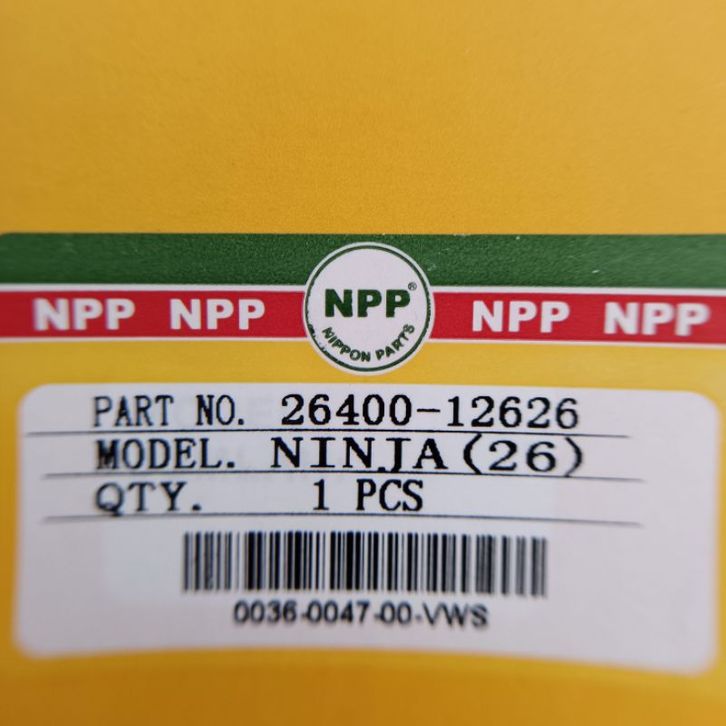 NPP NPP NPP® NPP NPP
NIPPON PARTS
PART NO. 26400-12626
MODEL. NINJA(26)
QTY. 1 PCS
0036-0047-00-VWS